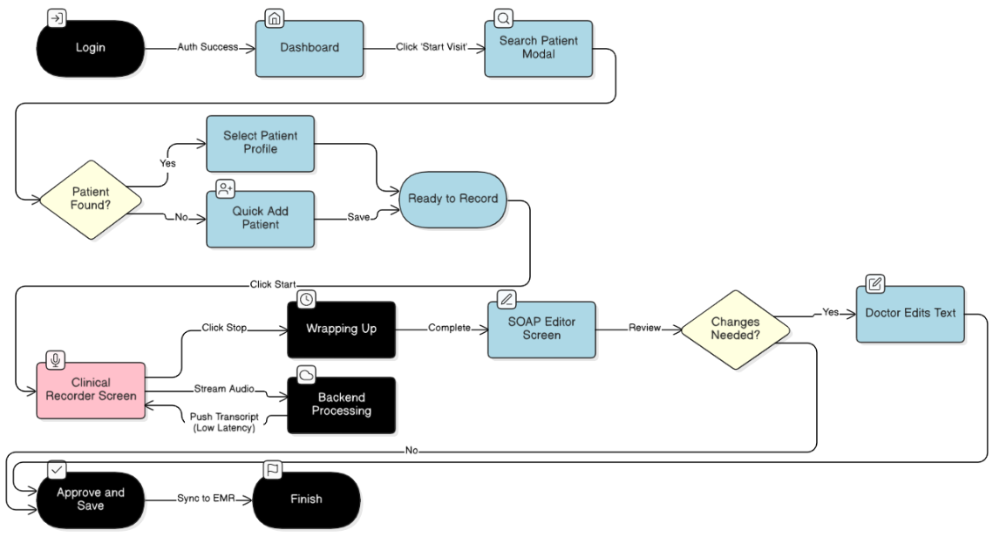 Login
Auth Success
Dashboard
Click 'Start Visit'
Search Patient
Modal
Select Patient
Profile
Yes
Patient
Found?
No
Quick Add
Patient
Save
Ready to Record
Click Start
Wrapping Up
Click Stop
Complete
SOAP Editor
Screen
Review
Changes
Needed?
Yes
Doctor Edits Text
Clinical
Recorder Screen
Stream Audio
Backend
Processing
Push Transcript
(Low Latency)
No
Approve and
Save
Sync to EMR
Finish